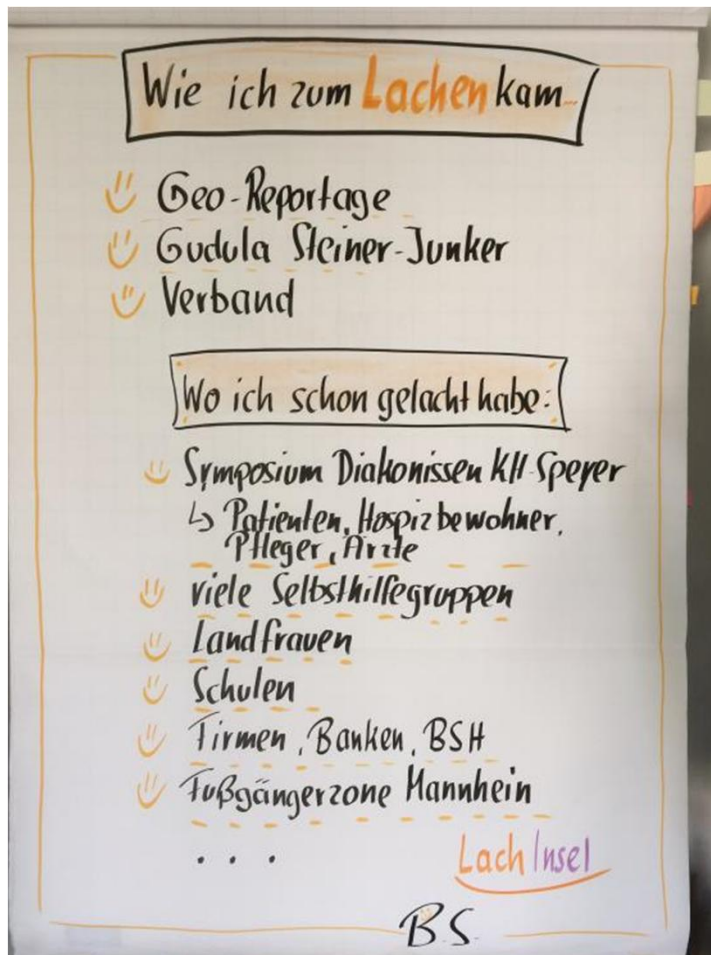 Wie ich zum Lachen kam...
Geo-Reportage
Gudula Steiner-Junker
Verband
Wo ich schon gelacht habe:
Symposium Diakonissen KH-Speyer
↳ Patienten, Hospizbewohner,
Pfleger, Ärzte
viele Selbsthilfegruppen
Landfrauen
Schulen
Firmen, Banken, BSH
Fußgängerzone Mannhein
...
LachInsel
B.S.